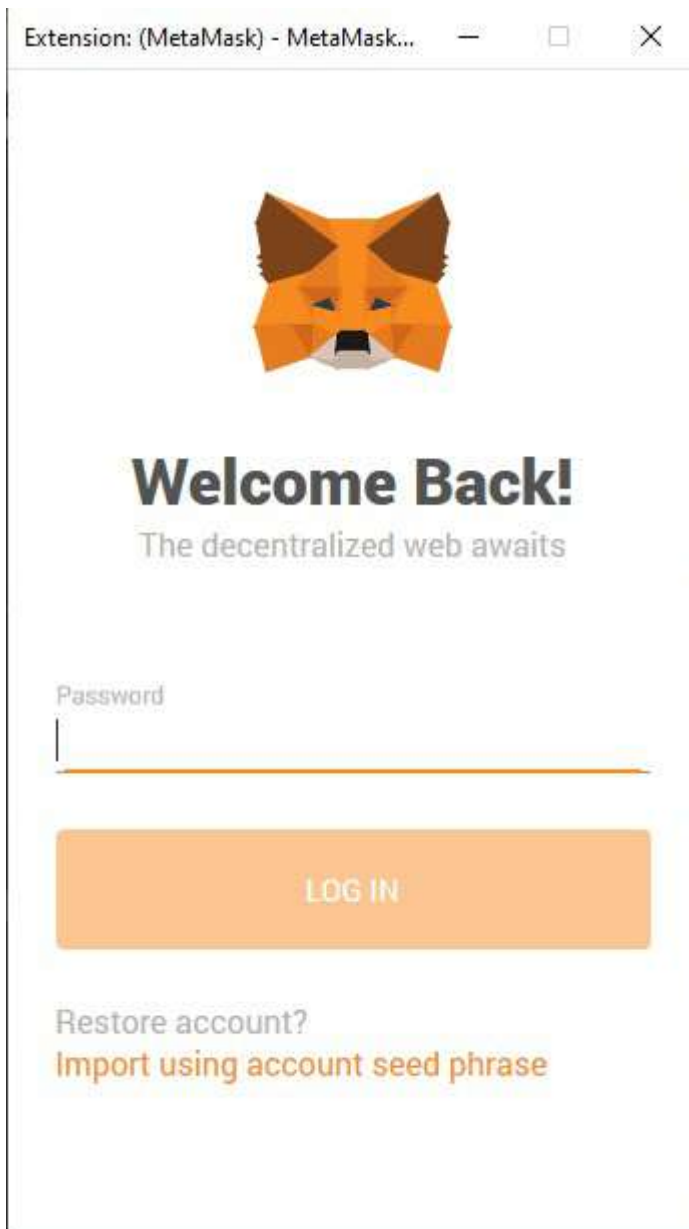 Extension: (MetaMask) - MetaMask...
Welcome Back!
The decentralized web awaits
Password
LOG IN
Restore account?
Import using account seed phrase